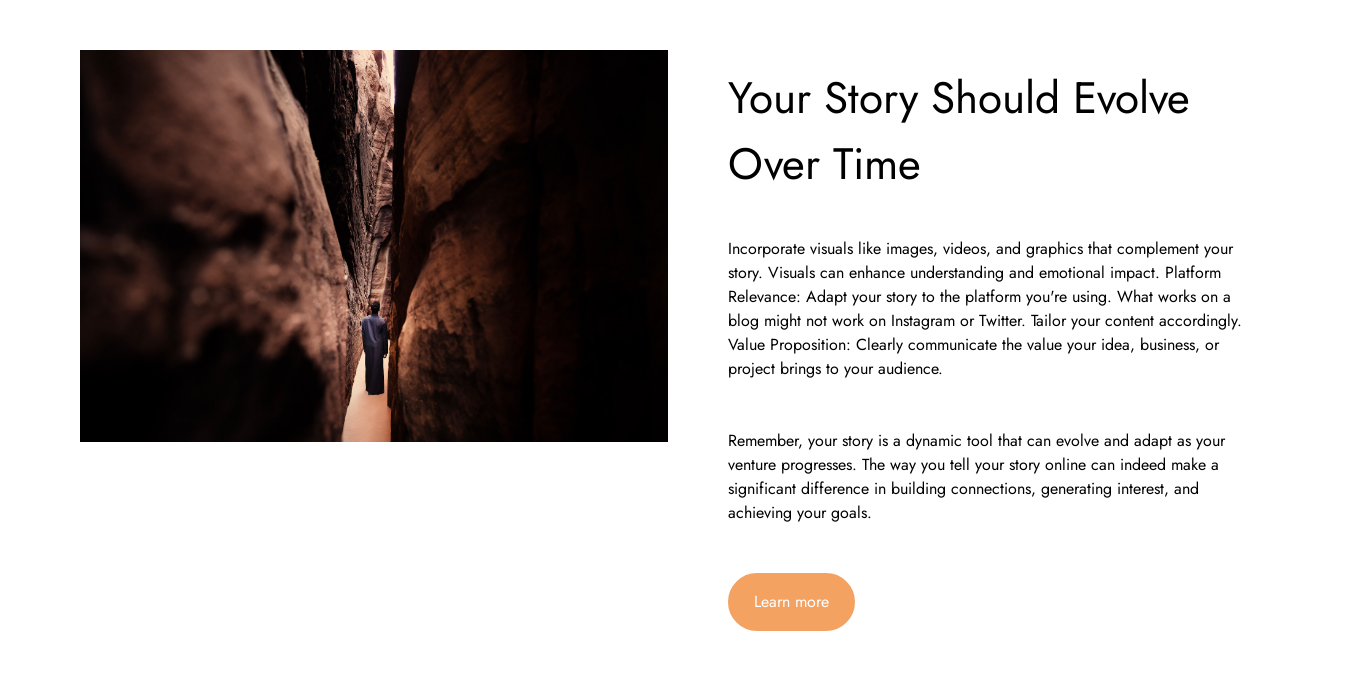 Your Story Should Evolve
Over Time
Incorporate visuals like images, videos, and graphics that complement your
story. Visuals can enhance understanding and emotional impact. Platform
Relevance: Adapt your story to the platform you're using. What works on a
blog might not work on Instagram or Twitter. Tailor your content accordingly.
Value Proposition: Clearly communicate the value your idea, business, or
project brings to your audience.
Remember, your story is a dynamic tool that can evolve and adapt as your
venture progresses. The way you tell your story online can indeed make a
significant difference in building connections, generating interest, and
achieving your goals.
Learn more